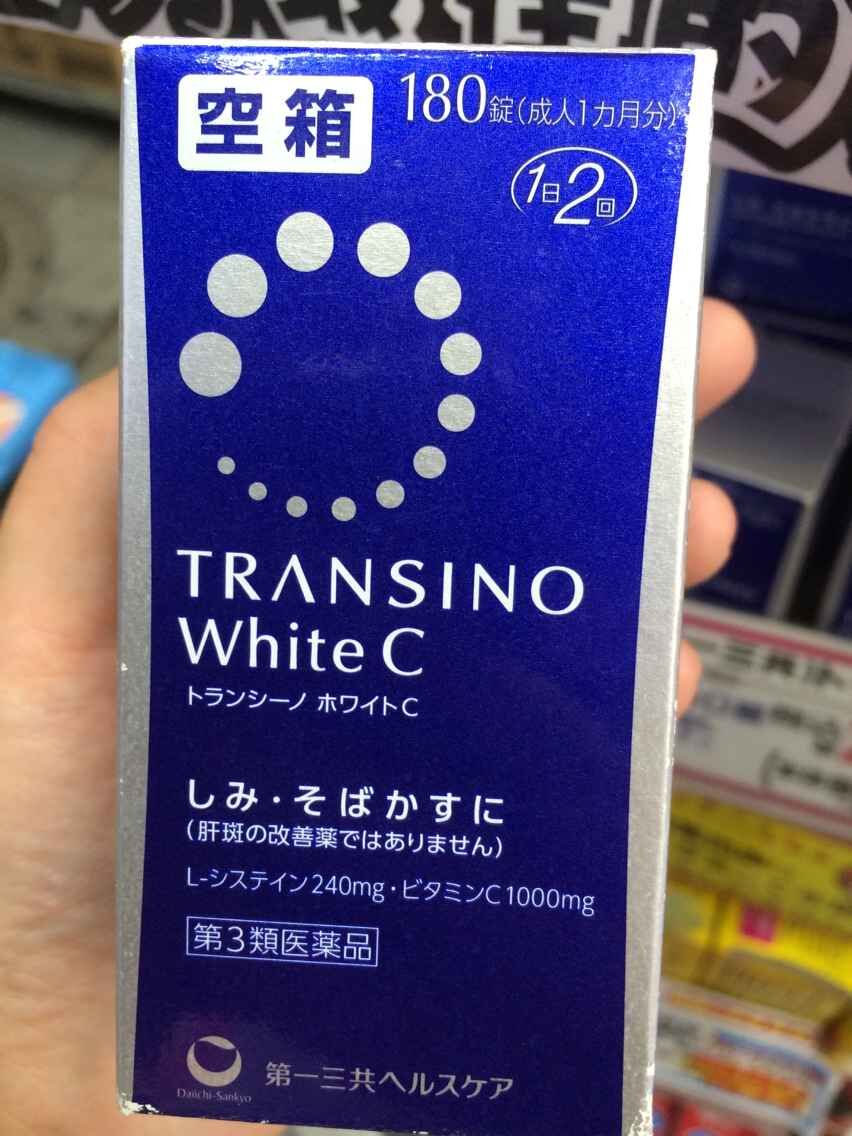 空箱
180錠(成人1カ月分)
1日2回
TRANSINO
White C
トランシーノ ホワイトC
しみ・そばかすに
(肝斑の改善薬ではありません)
L-システイン240mg・ビタミンC1000mg
第3類医薬品
Daiichi-Sankyo
第一三共ヘルスケア